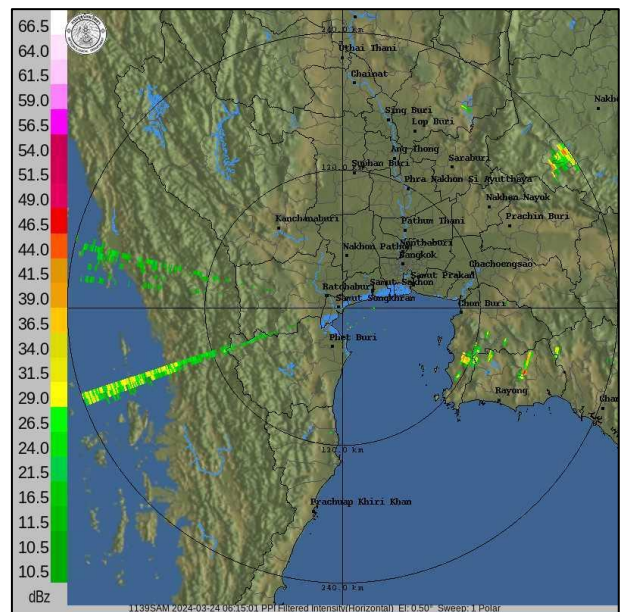 66.5
64.0
61.5
59.0
56.5
54.0
51.5
49.0
46.5
44.0
41.5
39.0
36.5
34.0
31.5
29.0
26.5
24.0
21.5
16.5
11.5
10.5
10.5
dBz
240.0 km
Uthai Thani
Chainat
Sing Buri
Lop Buri
Nakho
Ang Thong
120.0 km
Suphan Buri
Saraburi
Phra Nakhon Si Ayutthaya
Nakhon Nayok
Prachin Buri
Kanchanaburi
Pathum Thani
Nonthaburi
Nakhon Pathom
Bangkok
Chachoengsao
Samut Prakan
Samut Sakhon
Ratchaburi
Samut Songkhram
Chon Buri
Phet Buri
Rayong
Chan
120.0 km
Prachuap Khiri Khan
240.0 km
1139SAM 2024-03-24 06:15:01 PPI Filtered Intensity(Horizontal) El: 0.50° Sweep: 1 Polar